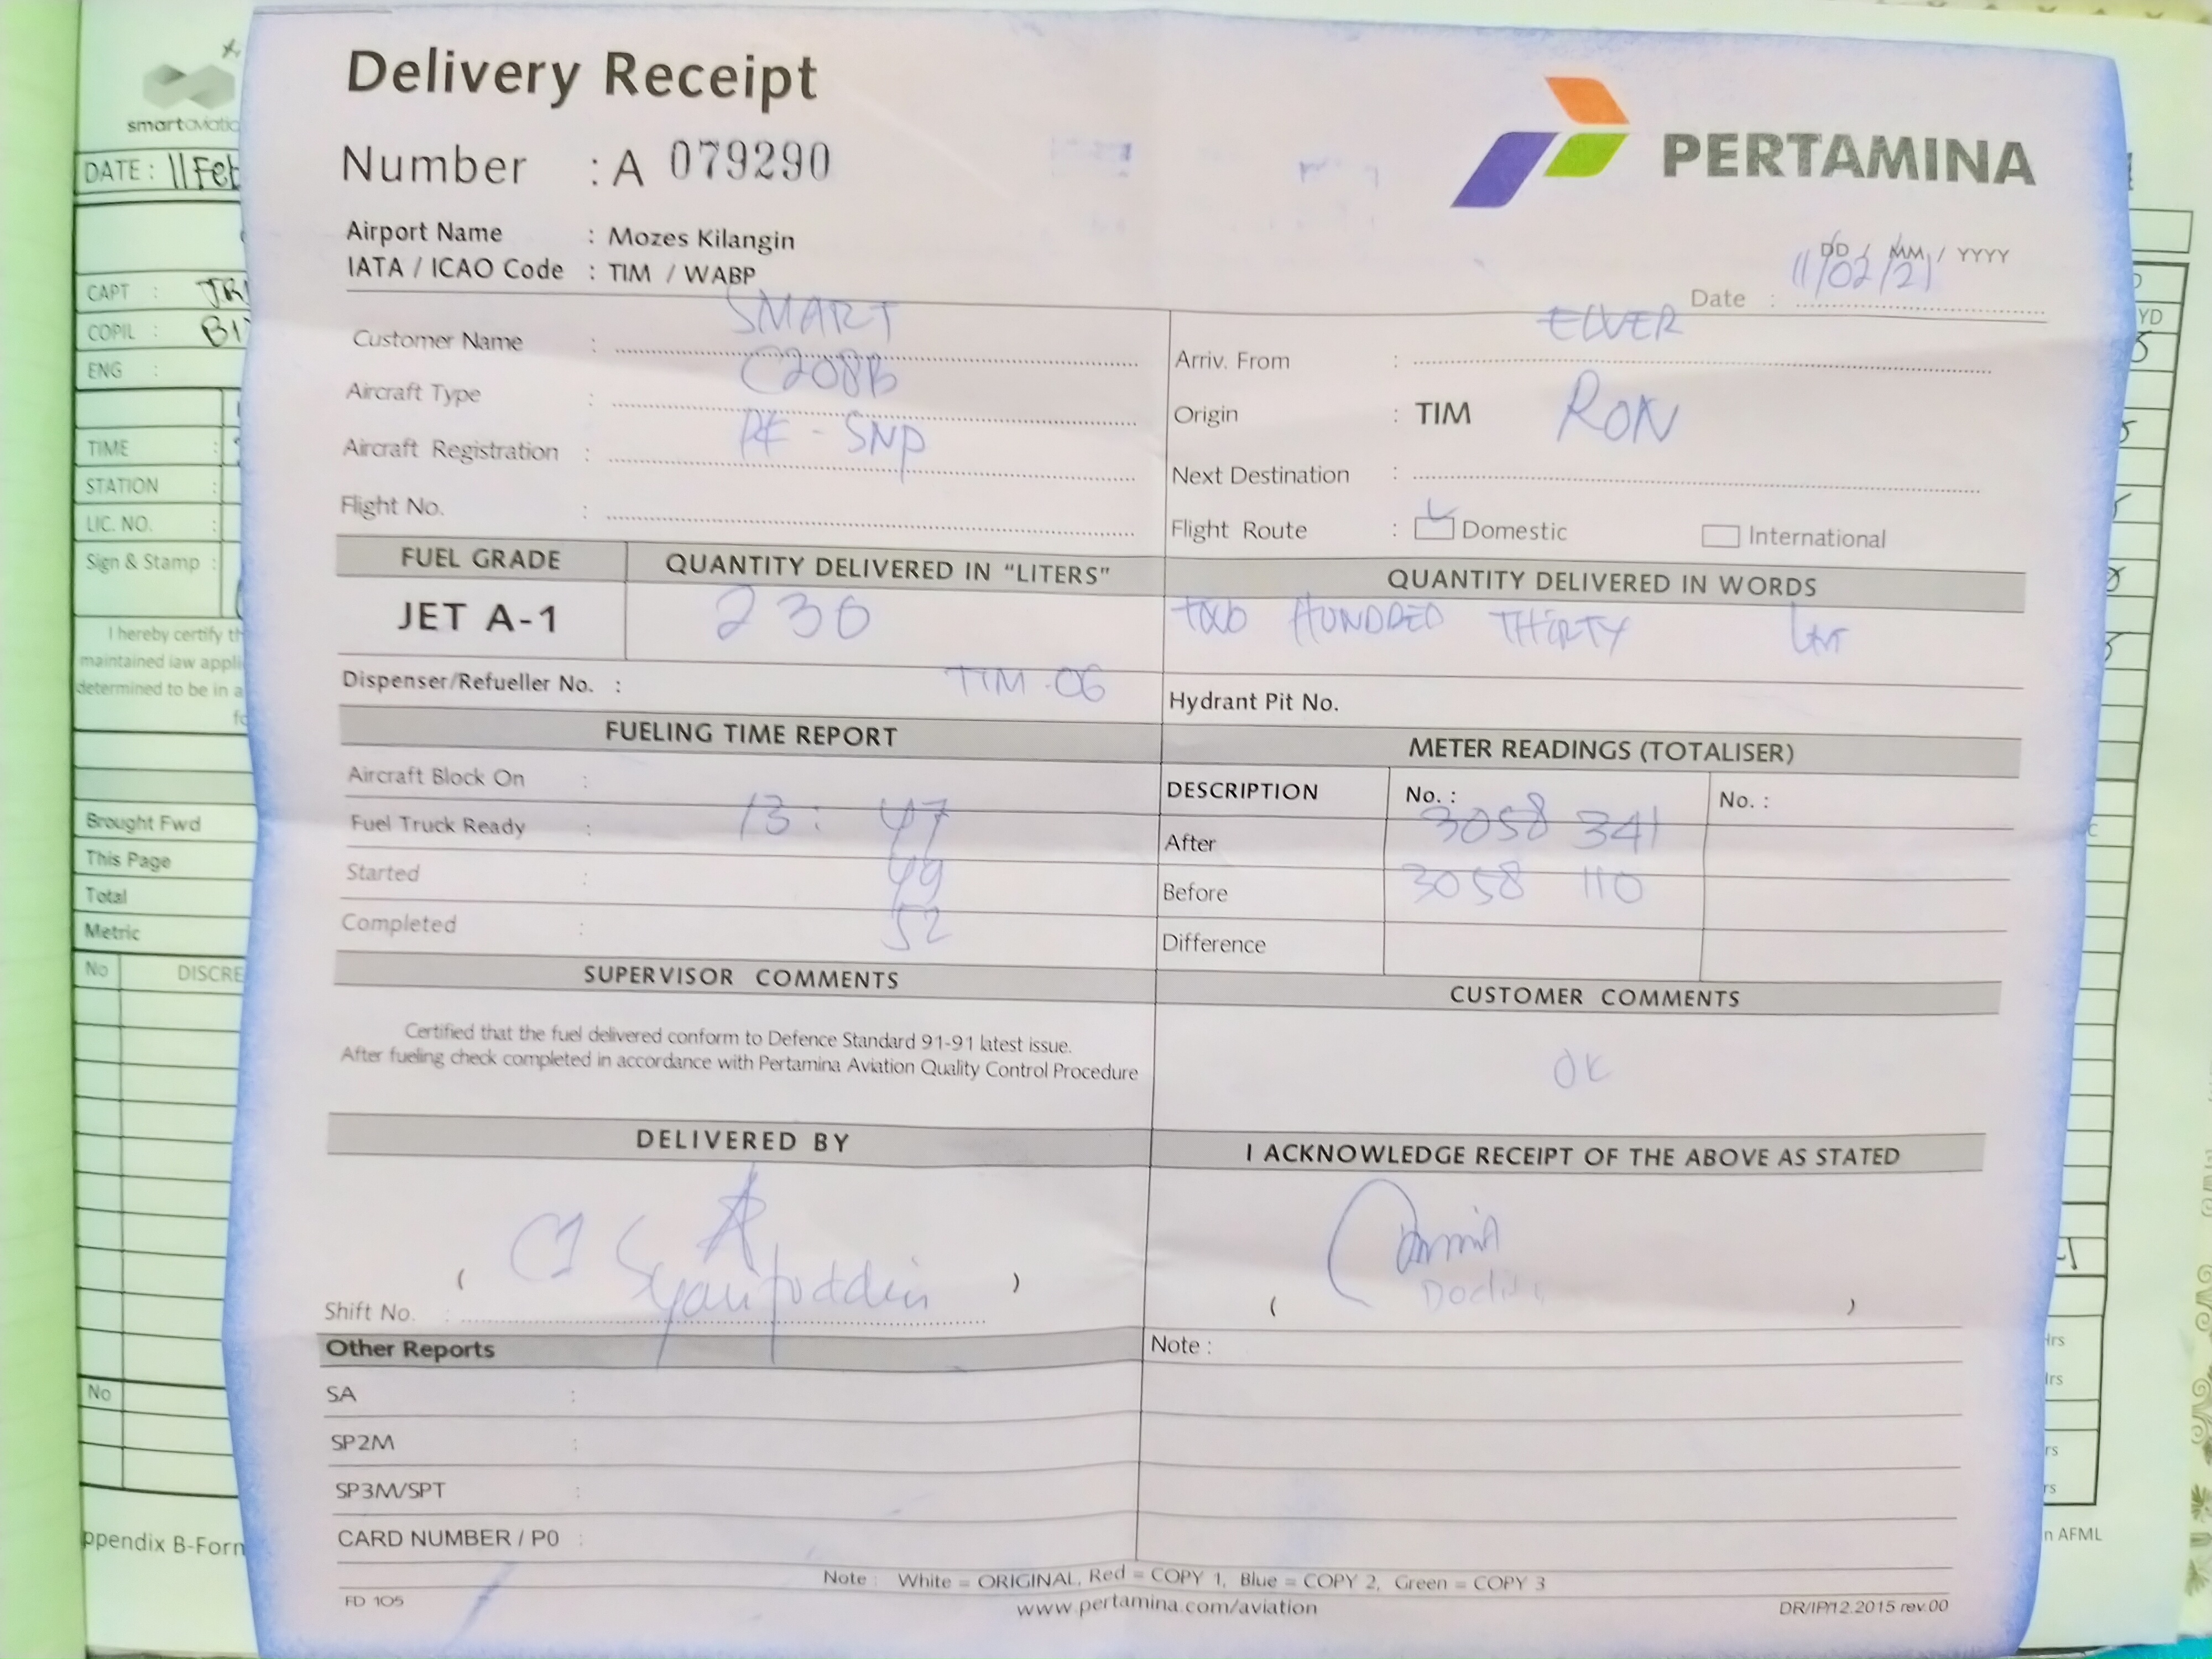 Delivery Receipt
Number : A 079290
PERTAMINA
Airport Name : Mozes Kilangin
IATA / ICAO Code : TIM / WABP
DD / MM / YYYY
Date : 11/02/21
Customer Name : SMART
Aircraft Type : C208B
Aircraft Registration : PK - SNP
Flight No. :
Arriv. From :
Origin : TIM
Next Destination : RON
Flight Route : Domestic International
FUEL GRADE QUANTITY DELIVERED IN "LITERS" QUANTITY DELIVERED IN WORDS
JET A-1 230 TWO HUNDRED THIRTY
Dispenser/Refueller No. : TIM - 06 Hydrant Pit No.
FUELING TIME REPORT
Aircraft Block On :
Fuel Truck Ready : 13 : 47
Started : 49
Completed : 52
METER READINGS (TOTALISER)
DESCRIPTION No. : No. :
After 3058 341
Before 3058 110
Difference
SUPERVISOR COMMENTS
Certified that the fuel delivered conform to Defence Standard 91-91 latest issue.
After fueling check completed in accordance with Pertamina Aviation Quality Control Procedure
CUSTOMER COMMENTS
OK
DELIVERED BY
( Syarifuddin )
Shift No. :
I ACKNOWLEDGE RECEIPT OF THE ABOVE AS STATED
( )
Other Reports
SA :
SP2M :
SP3M/SPT :
CARD NUMBER / P0 :
Note :
Note : White = ORIGINAL, Red = COPY 1, Blue = COPY 2, Green = COPY 3
FD 105
www.pertamina.com/aviation
DR/IP/12.2015 rev.00
DATE : 11 Feb
CAPT :
COPIL :
ENG :
TIME :
STATION :
LIC. NO. :
Sign & Stamp :
I hereby certify
Brought Fwd
This Page
Total
Metric
No
No
AFML